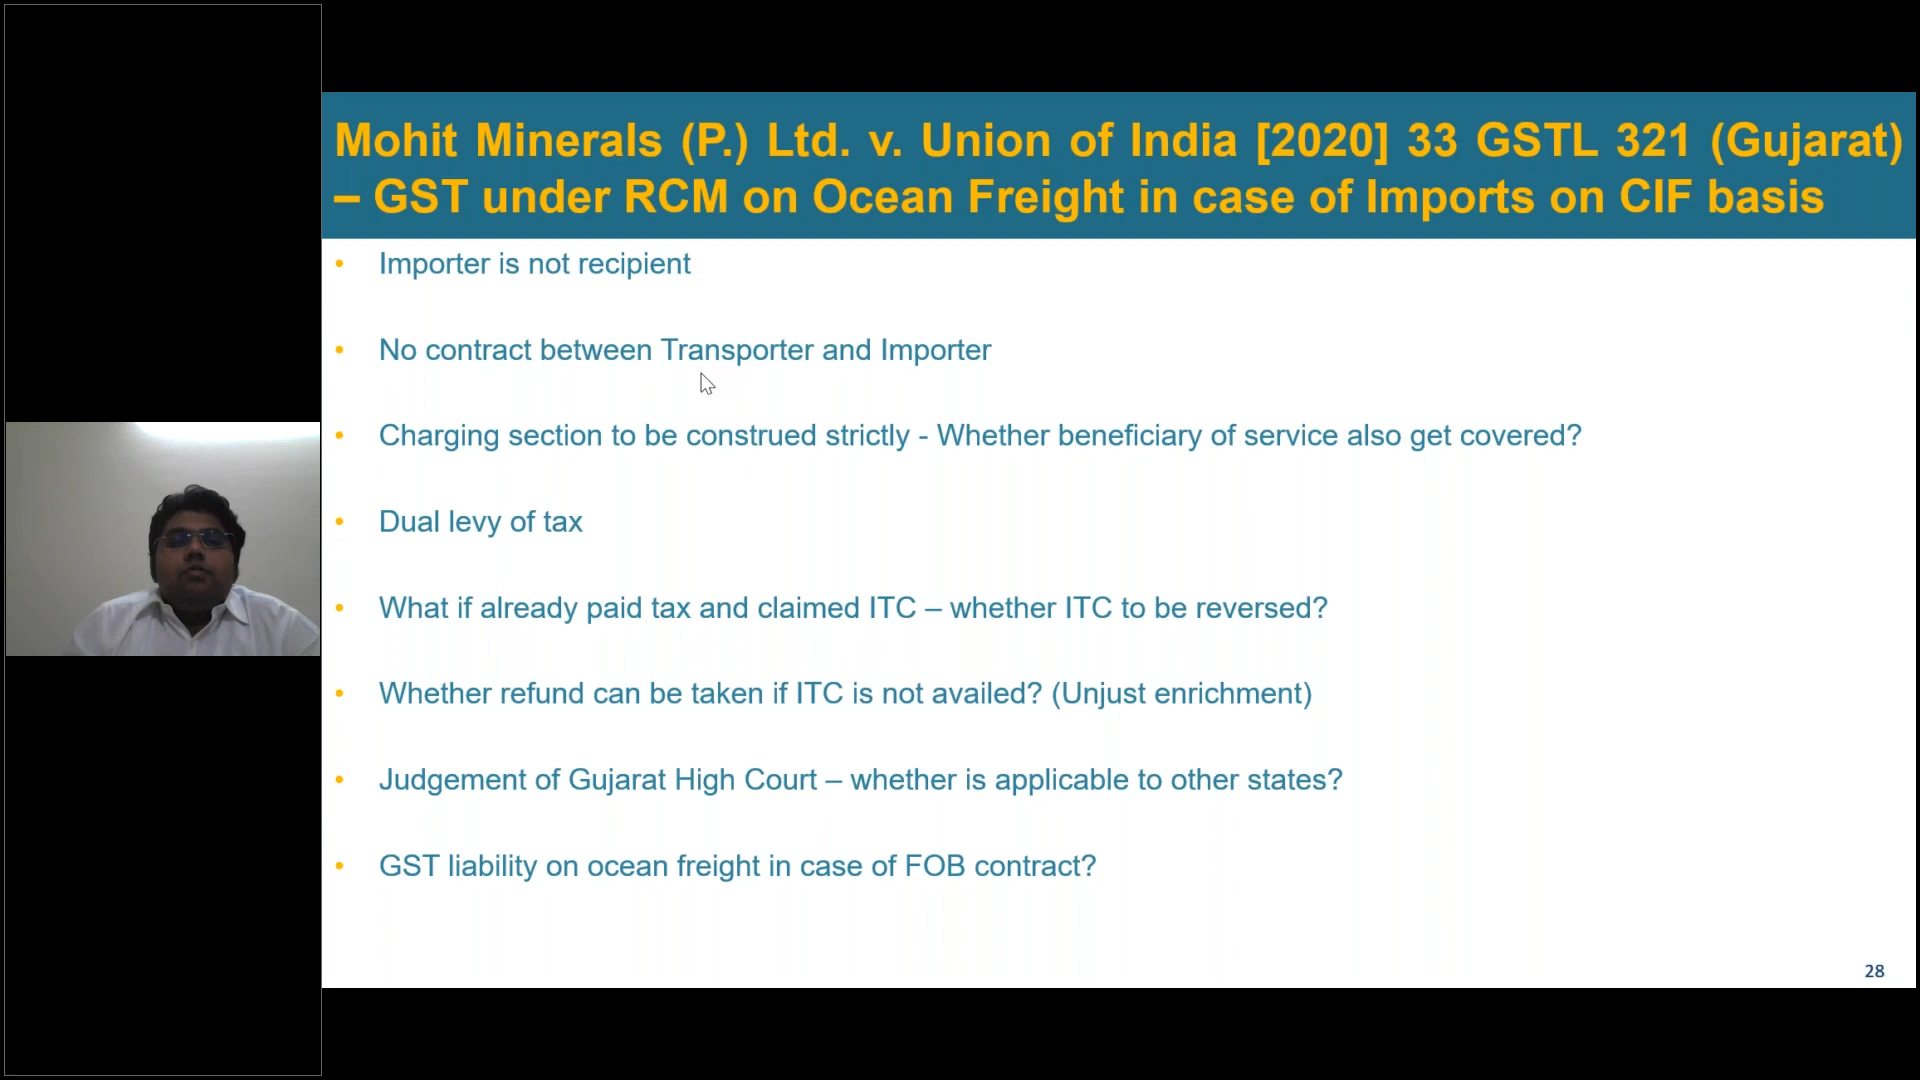 Mohit Minerals (P.) Ltd. v. Union of India [2020] 33 GSTL 321 (Gujarat)
– GST under RCM on Ocean Freight in case of Imports on CIF basis
• Importer is not recipient
• No contract between Transporter and Importer
• Charging section to be construed strictly - Whether beneficiary of service also get covered?
• Dual levy of tax
• What if already paid tax and claimed ITC – whether ITC to be reversed?
• Whether refund can be taken if ITC is not availed? (Unjust enrichment)
• Judgement of Gujarat High Court – whether is applicable to other states?
• GST liability on ocean freight in case of FOB contract?
28